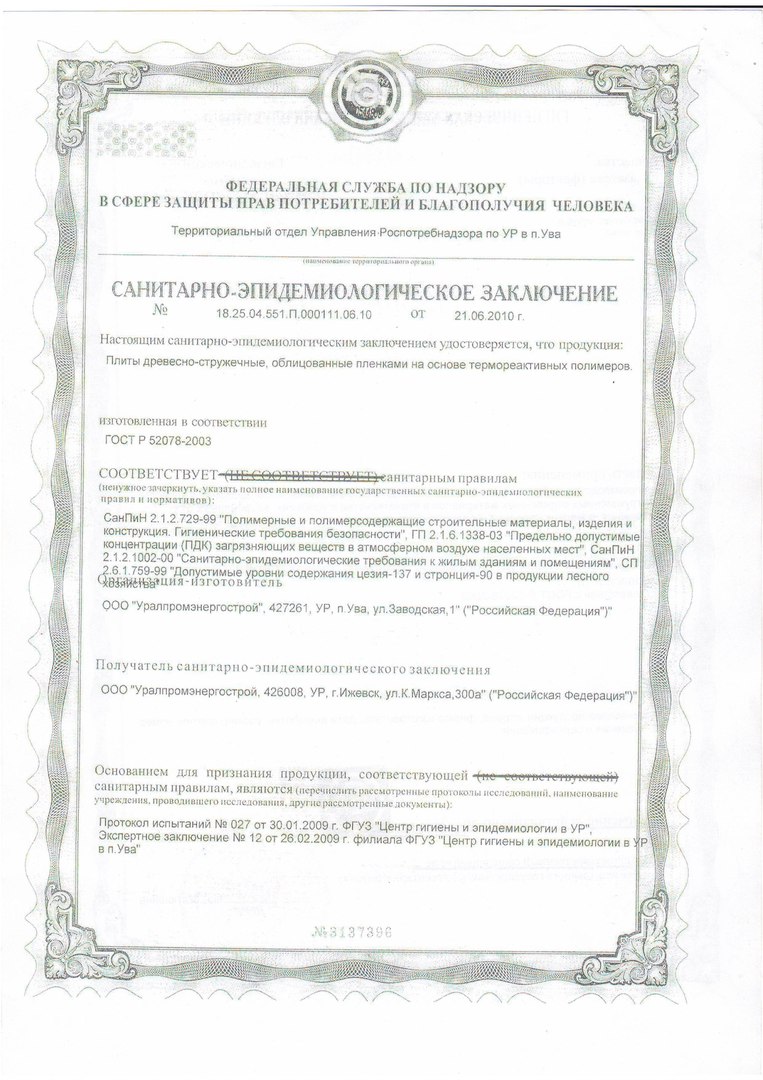 ФЕДЕРАЛЬНАЯ СЛУЖБА ПО НАДЗОРУ
В СФЕРЕ ЗАЩИТЫ ПРАВ ПОТРЕБИТЕЛЕЙ И БЛАГОПОЛУЧИЯ ЧЕЛОВЕКА
Территориальный отдел Управления Роспотребнадзора по УР в п.Ува
(наименование территориального органа)
САНИТАРНО-ЭПИДЕМИОЛОГИЧЕСКОЕ ЗАКЛЮЧЕНИЕ
№ 18.25.04.551.П.000111.06.10 от 21.06.2010 г.
Настоящим санитарно-эпидемиологическим заключением удостоверяется, что продукция:
Плиты древесно-стружечные, облицованные пленками на основе термореактивных полимеров.
изготовленная в соответствии
ГОСТ Р 52078-2003
СООТВЕТСТВУЕТ (НЕ СООТВЕТСТВУЕТ) санитарным правилам
(ненужное зачеркнуть, указать полное наименование государственных санитарно-эпидемиологических
правил и нормативов):
СанПиН 2.1.2.729-99 "Полимерные и полимерсодержащие строительные материалы, изделия и
конструкция. Гигиенические требования безопасности", ГП 2.1.6.1338-03 "Предельно допустимые
концентрации (ПДК) загрязняющих веществ в атмосферном воздухе населенных мест", СанПиН
2.1.2.1002-00 "Санитарно-эпидемиологические требования к жилым зданиям и помещениям", СП
2.6.1.759-99 "Допустимые уровни содержания цезия-137 и стронция-90 в продукции лесного
хозяйства"
Организация-изготовитель
ООО "Уралпромэнергострой", 427261, УР, п.Ува, ул.Заводская,1" ("Российская Федерация")"
Получатель санитарно-эпидемиологического заключения
ООО "Уралпромэнергострой, 426008, УР, г.Ижевск, ул.К.Маркса,300а" ("Российская Федерация")"
Основанием для признания продукции, соответствующей (не соответствующей)
санитарным правилам, являются (перечислить рассмотренные протоколы исследований, наименование
учреждения, проводившего исследования, другие рассмотренные документы):
Протокол испытаний № 027 от 30.01.2009 г. ФГУЗ "Центр гигиены и эпидемиологии в УР",
Экспертное заключение № 12 от 26.02.2009 г. филиала ФГУЗ "Центр гигиены и эпидемиологии в УР
в п.Ува"
№3137396